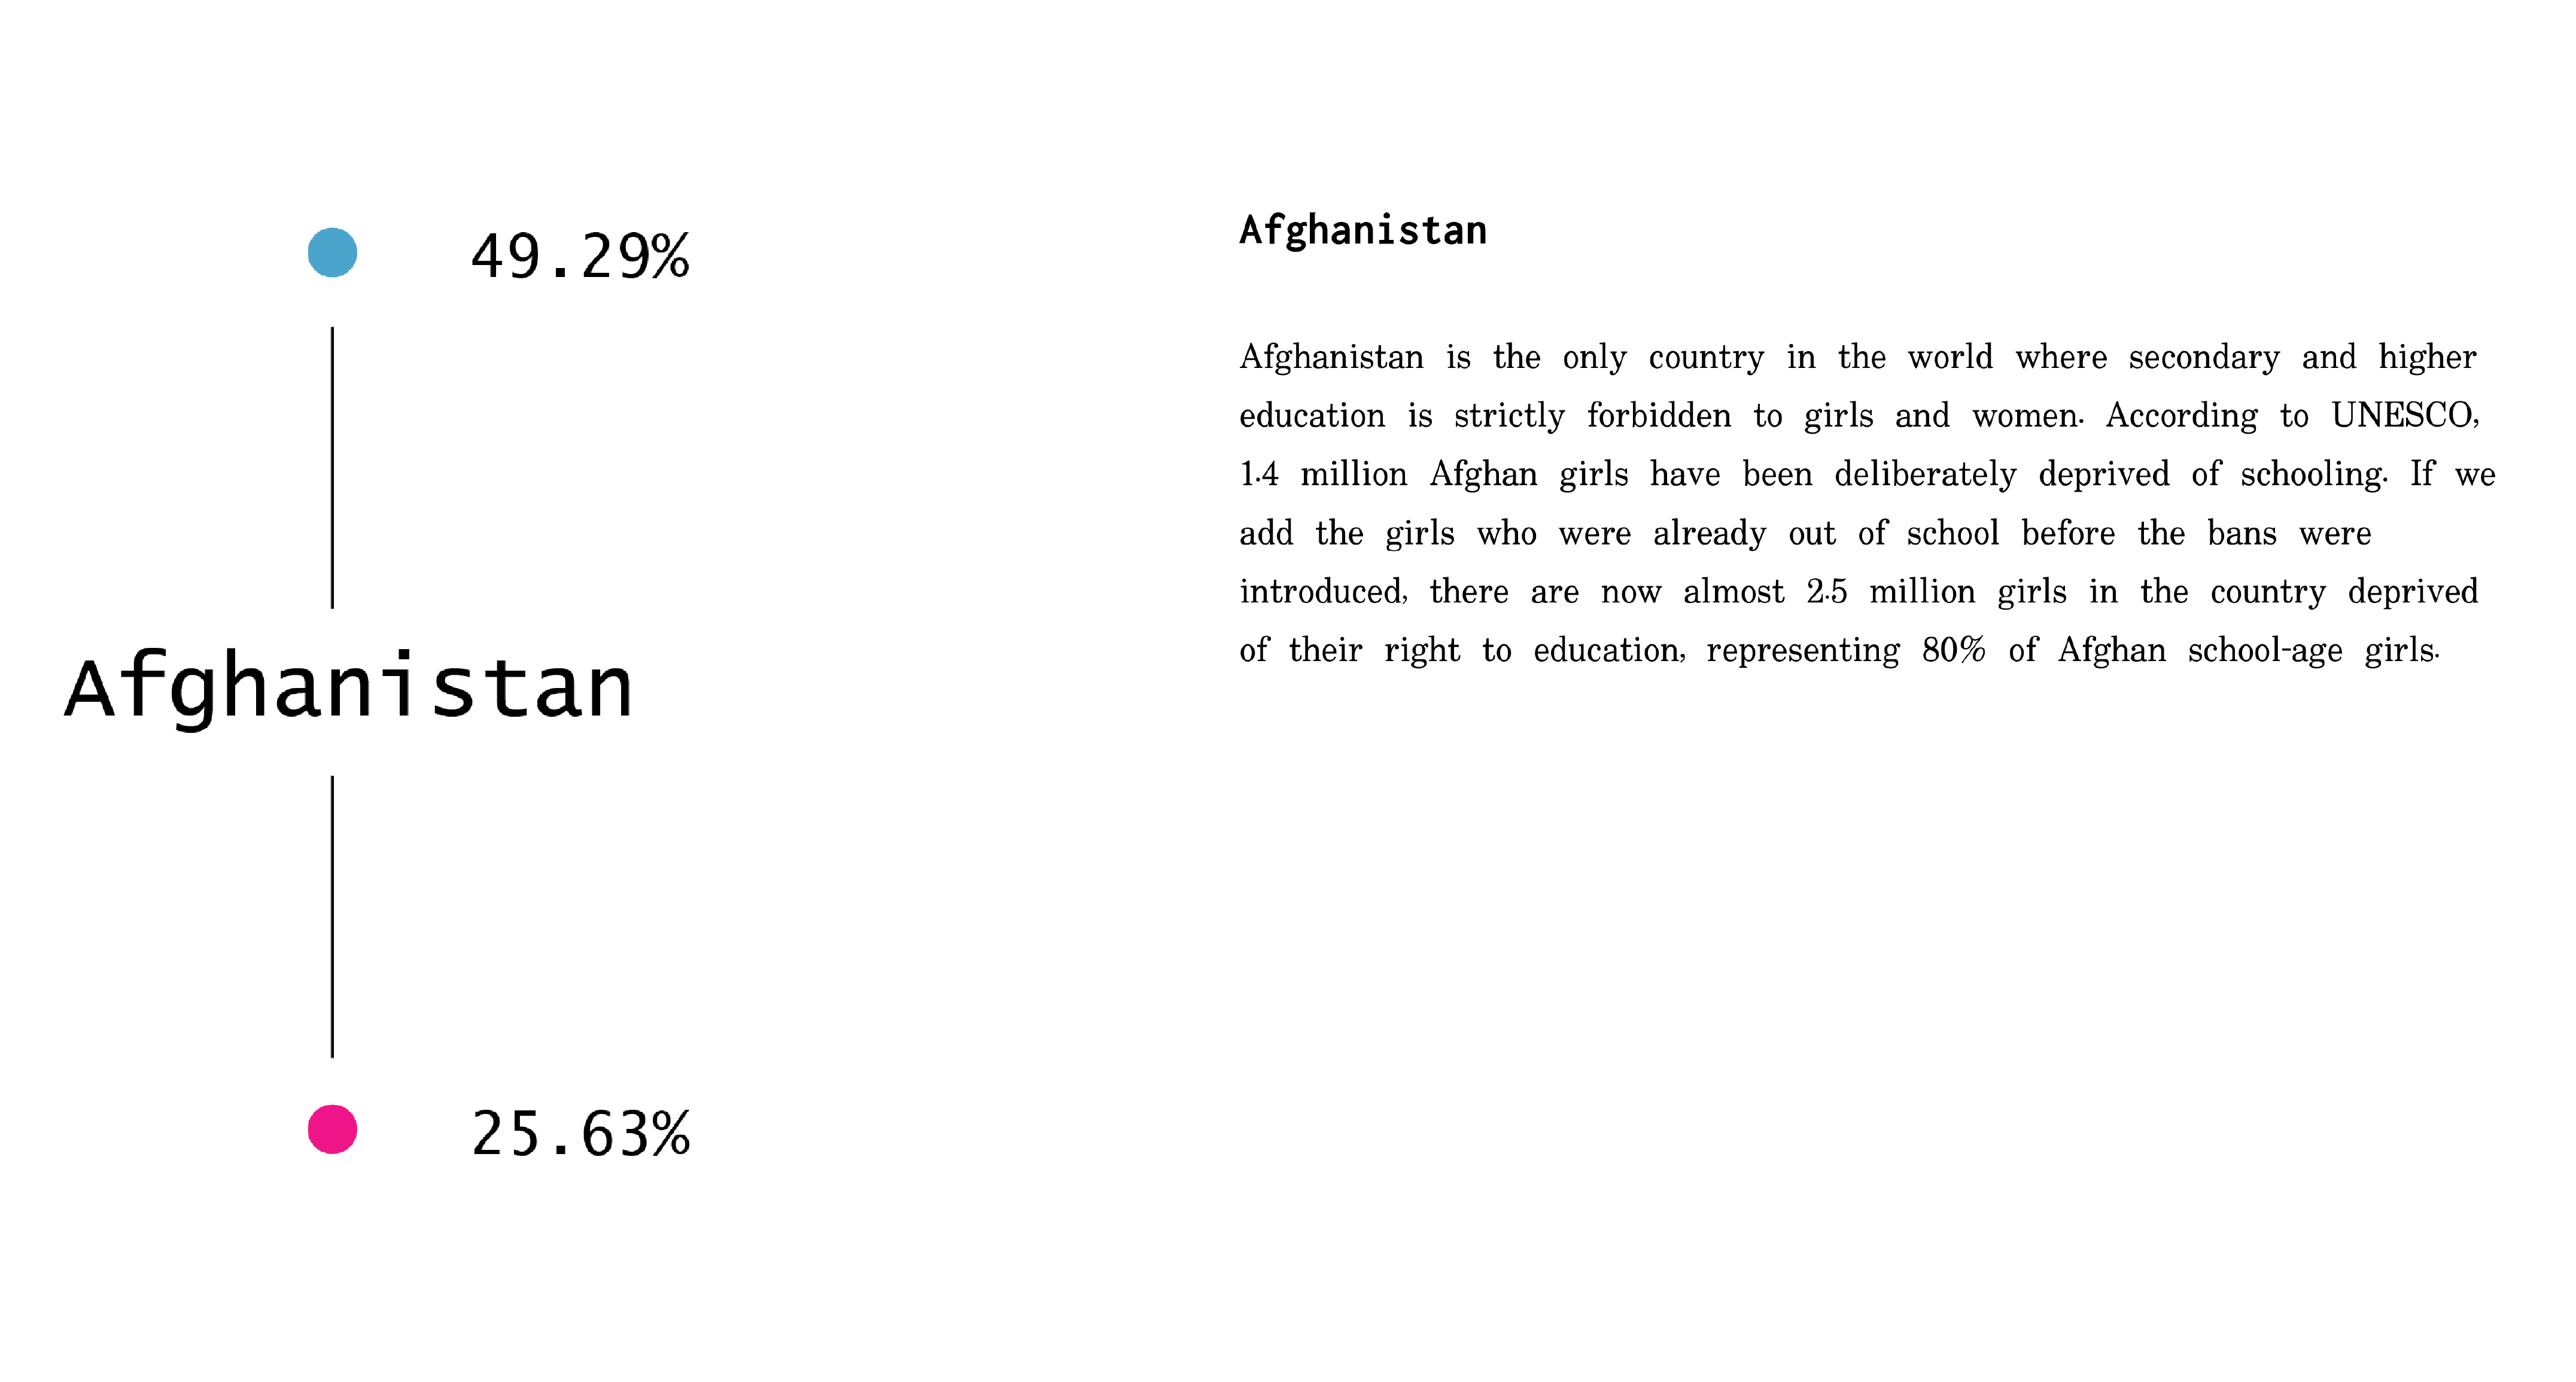 49.29%
Afghanistan
25.63%
Afghanistan
Afghanistan is the only country in the world where secondary and higher
education is strictly forbidden to girls and women. According to UNESCO,
1.4 million Afghan girls have been deliberately deprived of schooling. If we
add the girls who were already out of school before the bans were
introduced, there are now almost 2.5 million girls in the country deprived
of their right to education, representing 80% of Afghan school-age girls.